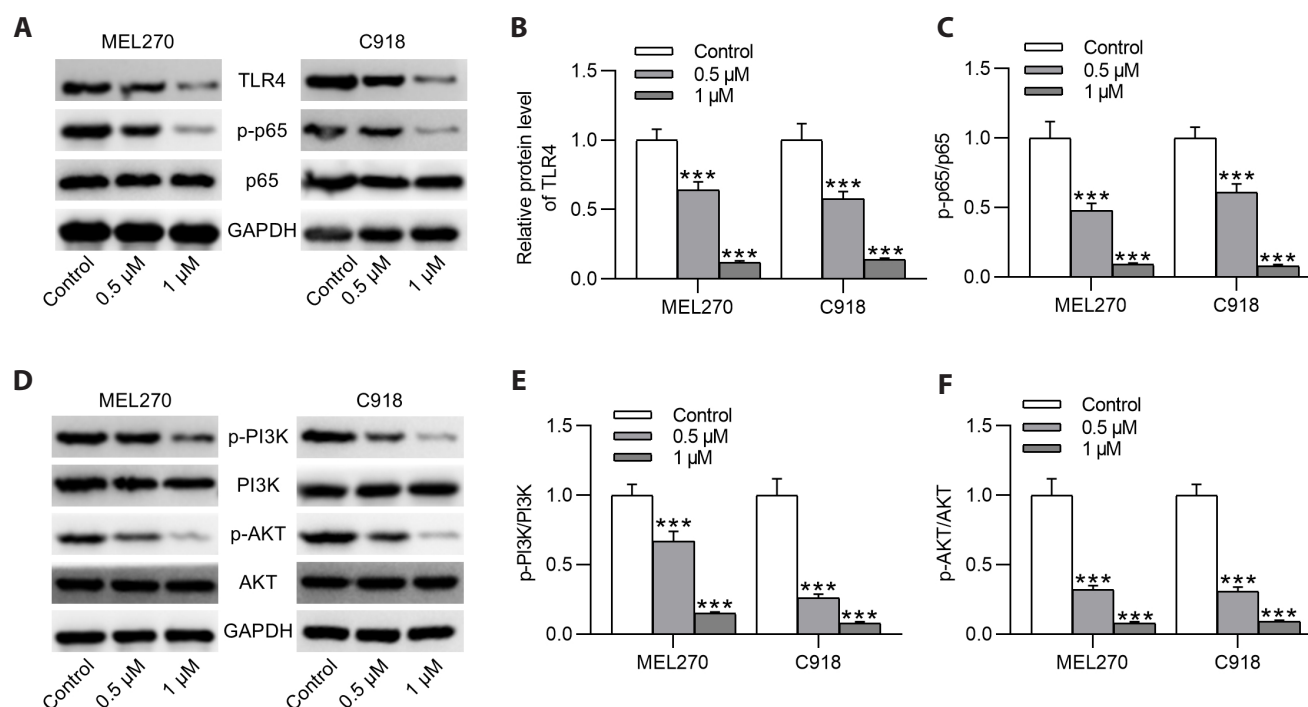 A
MEL270
C918
TLR4
p-p65
p65
GAPDH
Control
0.5 µM
1 µM
Control
0.5 µM
1 µM
B
Control
0.5 µM
1 µM
Relative protein level
of TLR4
1.5
1.0
0.5
0.0
***
***
***
***
MEL270
C918
C
Control
0.5 µM
1 µM
p-p65/p65
1.5
1.0
0.5
0.0
***
***
***
***
MEL270
C918
D
MEL270
C918
p-PI3K
PI3K
p-AKT
AKT
GAPDH
Control
0.5 µM
1 µM
Control
0.5 µM
1 µM
E
Control
0.5 µM
1 µM
p-PI3K/PI3K
1.5
1.0
0.5
0.0
***
***
***
***
MEL270
C918
F
Control
0.5 µM
1 µM
p-AKT/AKT
1.5
1.0
0.5
0.0
***
***
***
***
MEL270
C918